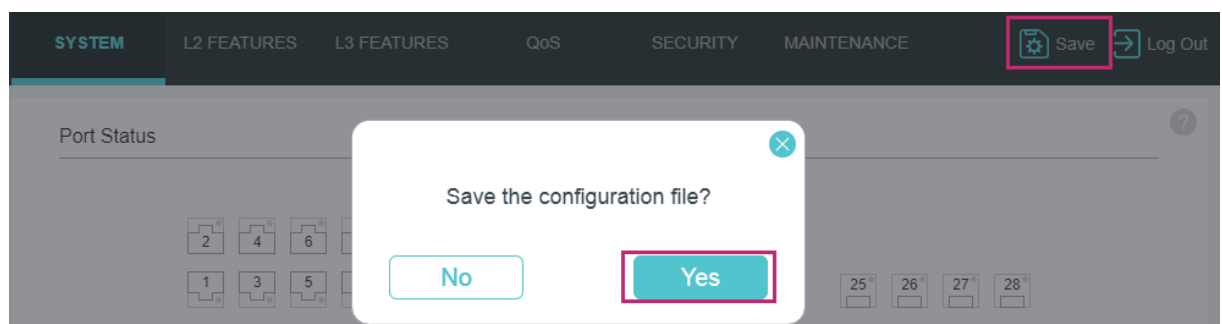 SYSTEM L2 FEATURES L3 FEATURES QoS SECURITY MAINTENANCE Save Log Out
Port Status ?
Save the configuration file?
2 4 6
No Yes
1 3 5 25 26 27 28